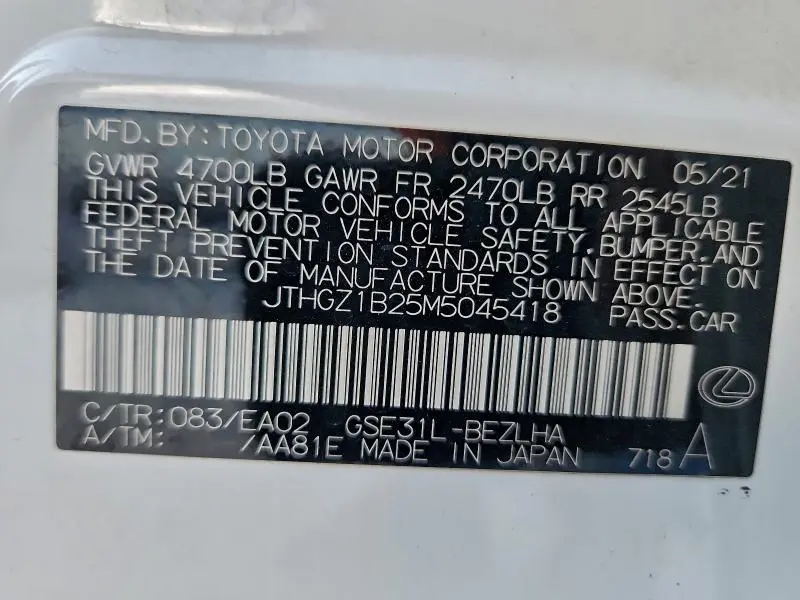 MFD.BY:TOYOTA MOTOR CORPORATION 05/21
GVWR 4700LB GAWR FR 2470LB RR 2545LB
THIS VEHICLE CONFORMS TO ALL APPLICABLE
FEDERAL MOTOR VEHICLE SAFETY,BUMPER,AND
THEFT PREVENTION STANDARDS IN EFFECT ON
THE DATE OF MANUFACTURE SHOWN ABOVE.
JTHGZ1B25M5045418 PASS.CAR
C/TR:083/EA02 GSE31L-BEZLHA
A/TM: /AA81E MADE IN JAPAN 718 A